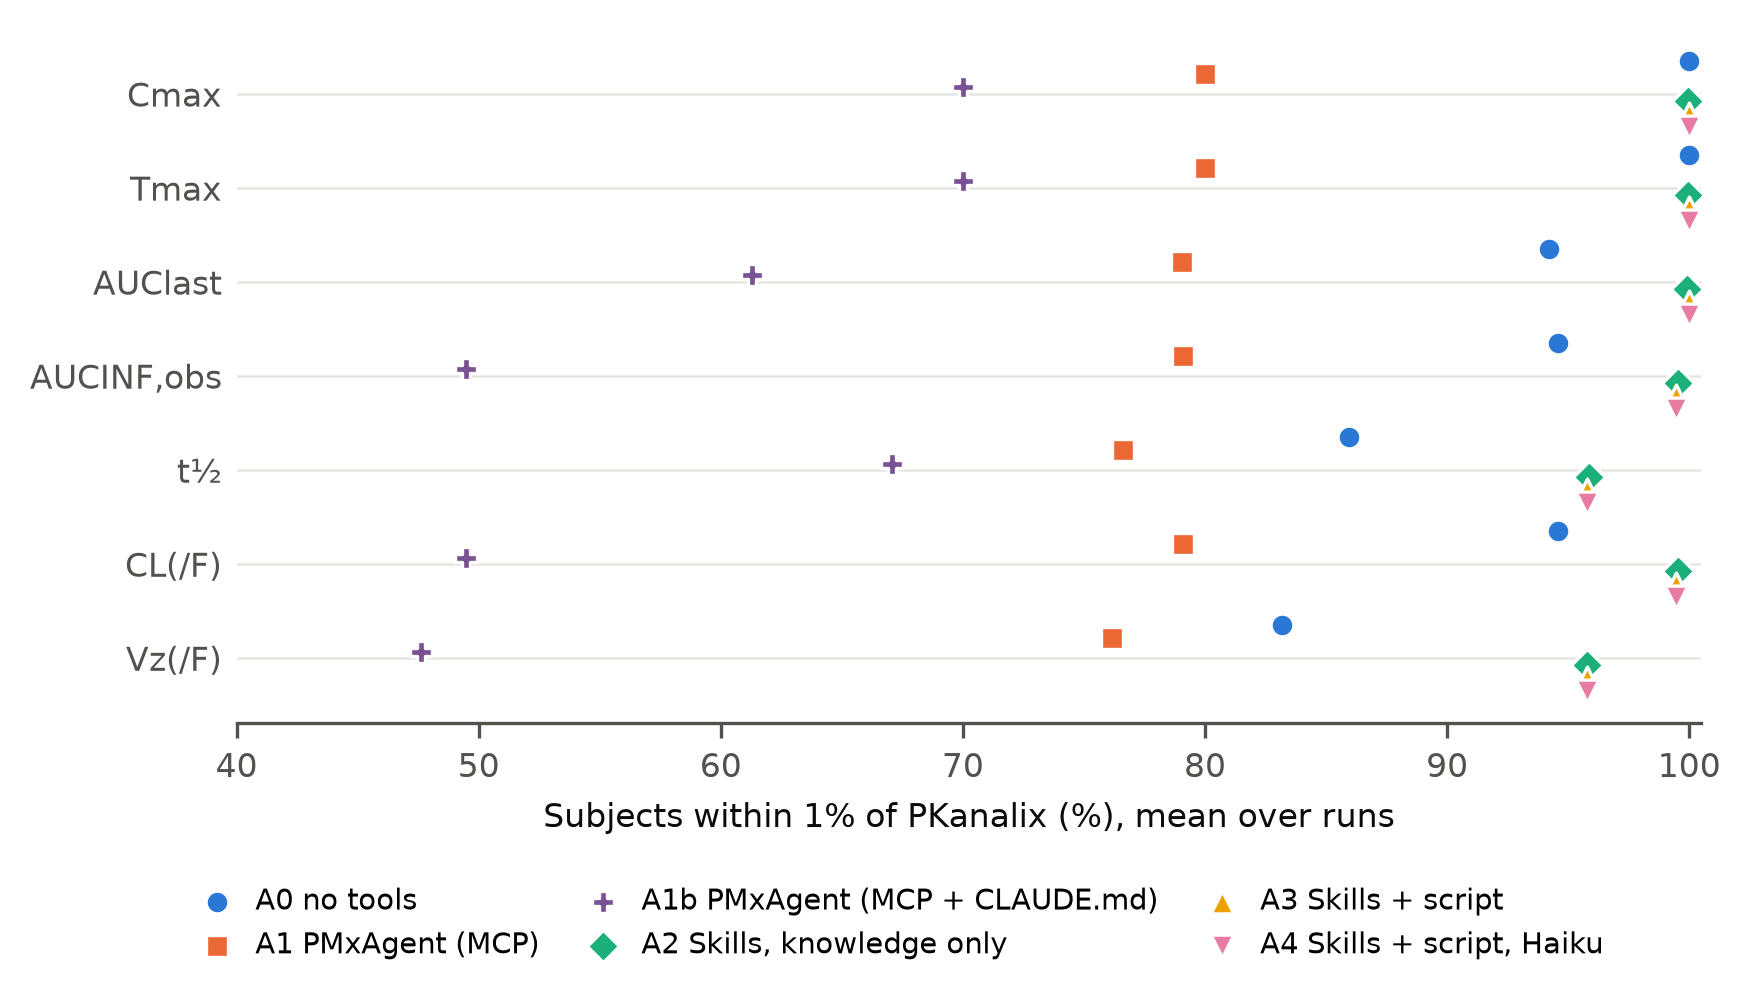 Cmax
Tmax
AUClast
AUCINF,obs
t½
CL(/F)
Vz(/F)
40 50 60 70 80 90 100
Subjects within 1% of PKanalix (%), mean over runs
A0 no tools A1b PMxAgent (MCP + CLAUDE.md) A3 Skills + script
A1 PMxAgent (MCP) A2 Skills, knowledge only A4 Skills + script, Haiku